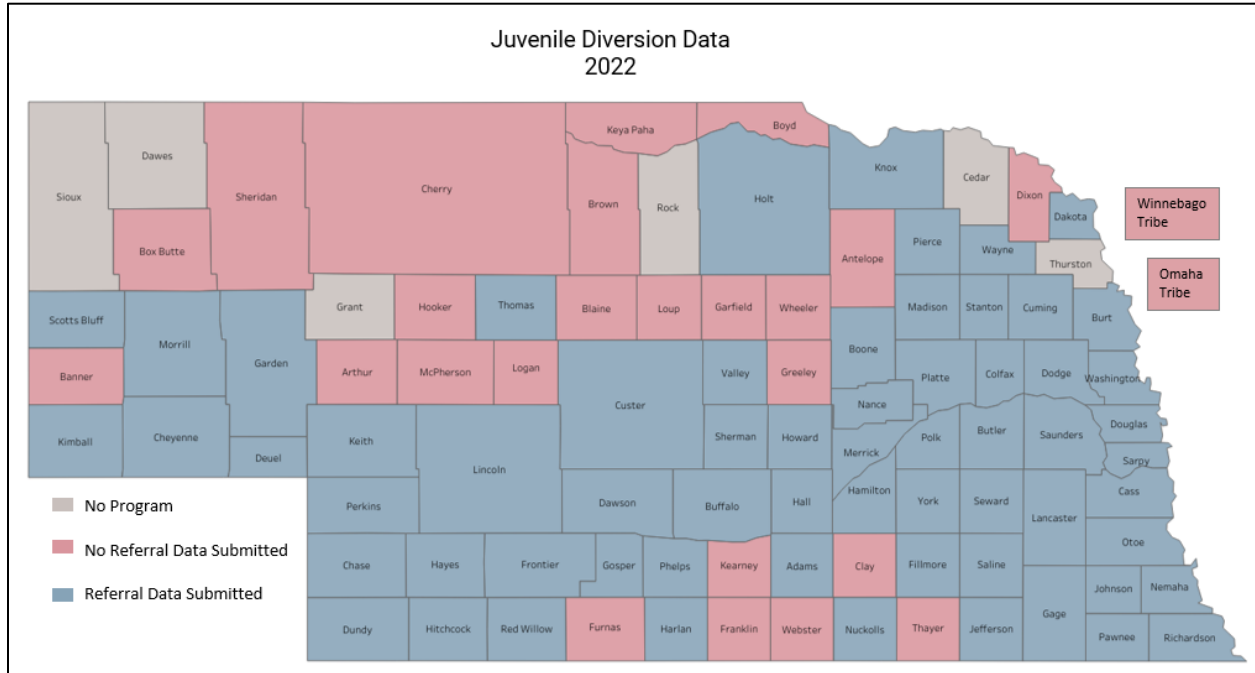 Juvenile Diversion Data
2022
Keya Paha
Boyd
Dawes
Sioux
Sheridan
Cherry
Brown
Rock
Holt
Knox
Cedar
Dixon
Dakota
Winnebago
Tribe
Box Butte
Antelope
Pierce
Wayne
Thurston
Omaha
Tribe
Scotts Bluff
Morrill
Garden
Grant
Hooker
Thomas
Blaine
Loup
Garfield
Wheeler
Madison
Stanton
Cuming
Burt
Banner
Arthur
McPherson
Logan
Custer
Valley
Greeley
Boone
Platte
Colfax
Dodge
Washington
Nance
Kimball
Cheyenne
Deuel
Keith
Lincoln
Sherman
Howard
Merrick
Polk
Butler
Saunders
Douglas
Sarpy
Perkins
Dawson
Buffalo
Hall
Hamilton
York
Seward
Lancaster
Cass
Otoe
No Program
No Referral Data Submitted
Referral Data Submitted
Chase
Hayes
Frontier
Gosper
Phelps
Kearney
Adams
Clay
Fillmore
Saline
Gage
Johnson
Nemaha
Dundy
Hitchcock
Red Willow
Furnas
Harlan
Franklin
Webster
Nuckolls
Thayer
Jefferson
Pawnee
Richardson